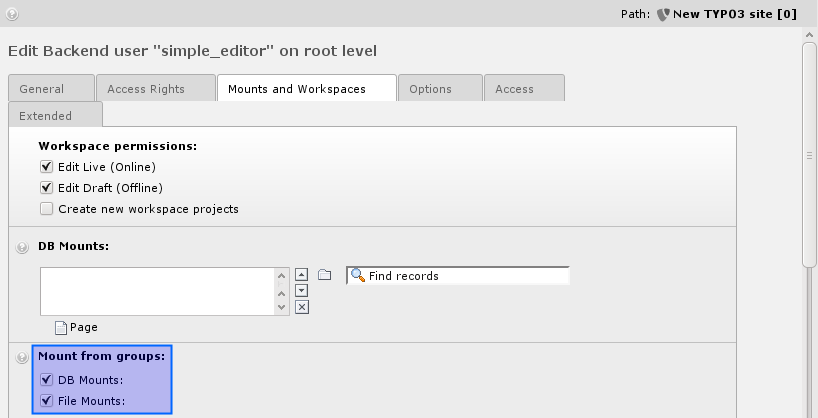 Path: New TYPO3 site [0]
Edit Backend user "simple_editor" on root level
General Access Rights Mounts and Workspaces Options Access
Extended
Workspace permissions:
Edit Live (Online)
Edit Draft (Offline)
Create new workspace projects
DB Mounts:
Find records
Page
Mount from groups:
DB Mounts:
File Mounts: